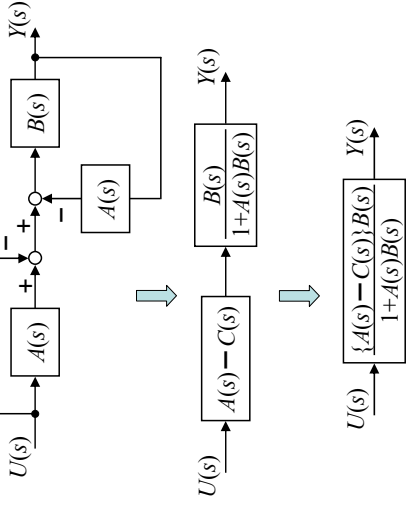 U(s) A(s) + − + − B(s) Y(s)
A(s)
U(s) A(s)−C(s) B(s) Y(s)
1+A(s)B(s)
U(s) {A(s)−C(s)}B(s) Y(s)
1+A(s)B(s)